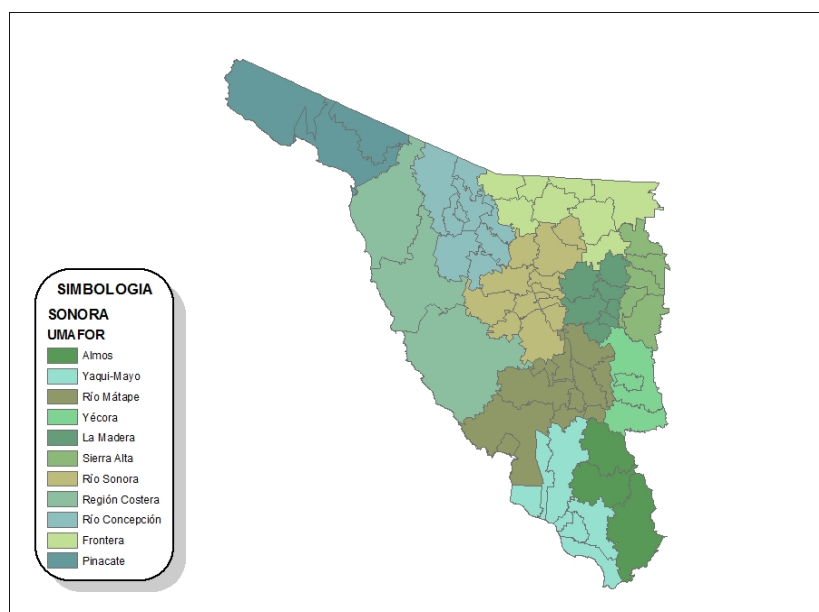 SIMBOLOGIA
SONORA
UMAFOR
Almos
Yaqui-Mayo
Río Mátape
Yécora
La Madera
Sierra Alta
Río Sonora
Región Costera
Río Concepción
Frontera
Pinacate